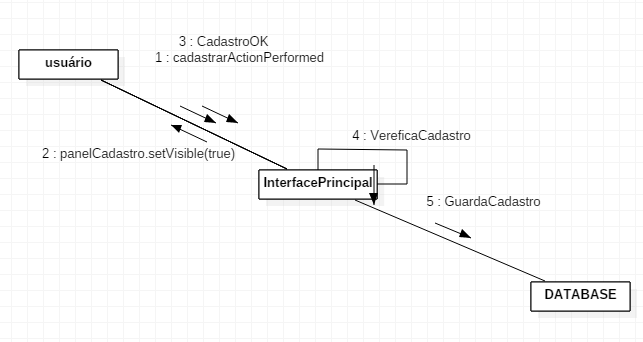 3 : CadastroOK
1 : cadastrarActionPerformed
usuário
4 : VereficaCadastro
2 : panelCadastro.setVisible(true)
InterfacePrincipal
5 : GuardaCadastro
DATABASE